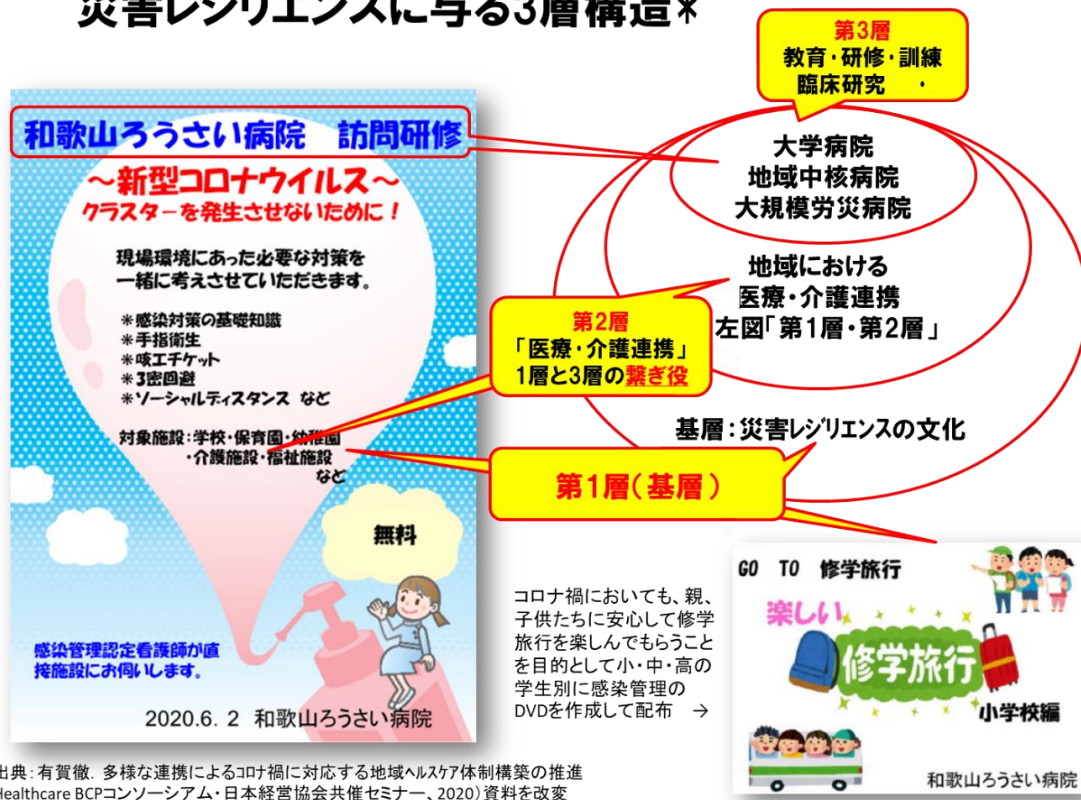 災害レジリエンスに与る3層構造*
和歌山ろうさい病院　訪問研修
～新型コロナウイルス～
クラスターを発生させないために！
現場環境にあった必要な対策を
一緒に考えさせていただきます。
＊感染対策の基礎知識
＊手指衛生
＊咳エチケット
＊3密回避
＊ソーシャルディスタンス など
対象施設：学校・保育園・幼稚園
・介護施設・福祉施設
など
無料
感染管理認定看護師が直
接施設にお伺いします。
2020.6. 2　和歌山ろうさい病院
第3層
教育・研修・訓練
臨床研究　・
大学病院
地域中核病院
大規模労災病院
地域における
医療・介護連携
左図「第1層・第2層」
第2層
「医療・介護連携」
1層と3層の繋ぎ役
基層：災害レジリエンスの文化
第1層（基層）
コロナ禍においても、親、
子供たちに安心して修学
旅行を楽しんでもらうこと
を目的として小・中・高の
学生別に感染管理の
DVDを作成して配布　→
GO　TO　修学旅行
楽しい
修学旅行
小学校編
和歌山ろうさい病院
出典：有賀徹. 多様な連携によるコロナ禍に対応する地域ヘルスケア体制構築の推進
Healthcare BCPコンソーシアム・日本経営協会共催セミナー、2020）資料を改変